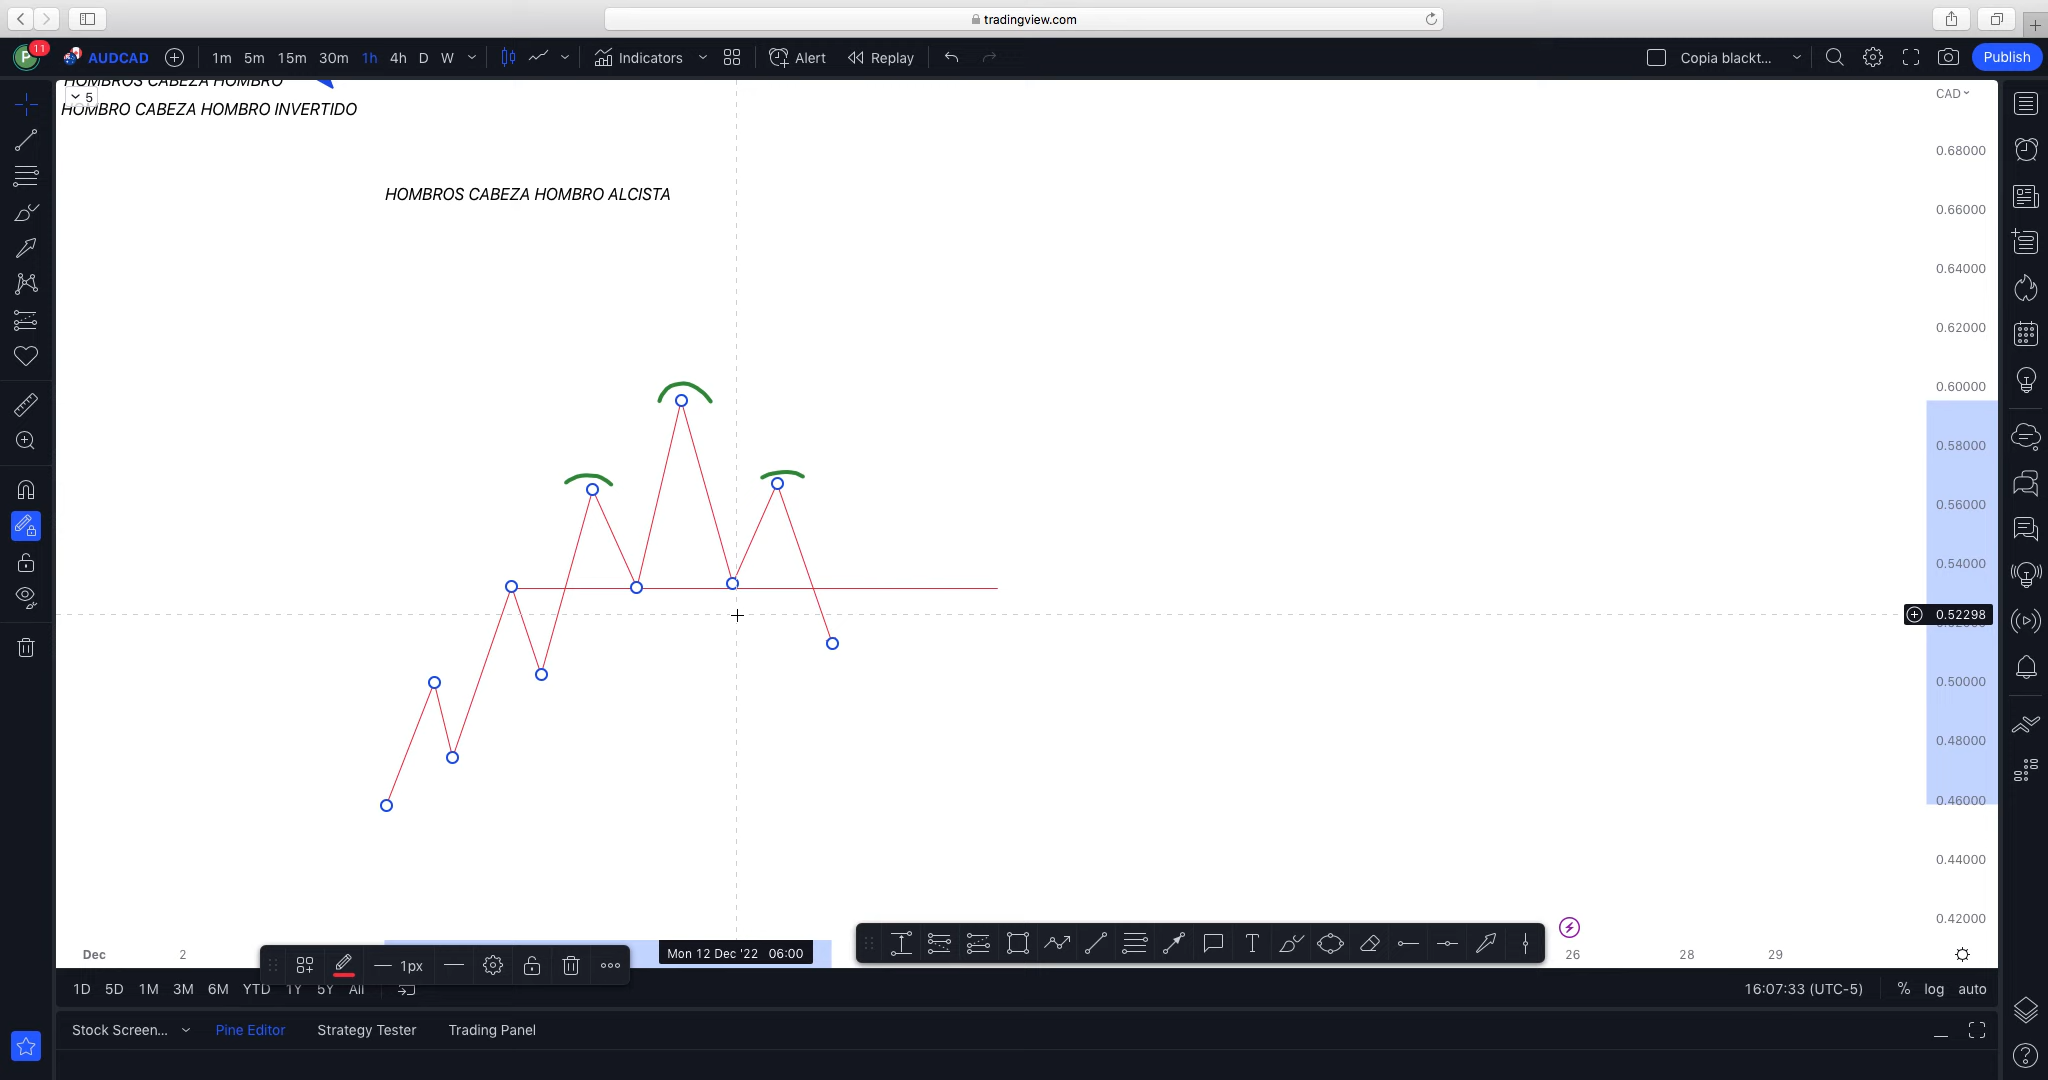 tradingview.com
P 11 AUDCAD 1m 5m 15m 30m 1h 4h D W Indicators Alert Replay Copia blackt... Publish
HOMBROS CABEZA HOMBRO
5
HOMBRO CABEZA HOMBRO INVERTIDO
HOMBROS CABEZA HOMBRO ALCISTA
CAD
0.68000
0.66000
0.64000
0.62000
0.60000
0.58000
0.56000
0.54000
0.52298
0.50000
0.48000
0.46000
0.44000
0.42000
Dec 2 Mon 12 Dec '22 06:00 26 28 29
1px
T
1D 5D 1M 3M 6M YTD 1Y 5Y All 16:07:33 (UTC-5) % log auto
Stock Screen... Pine Editor Strategy Tester Trading Panel